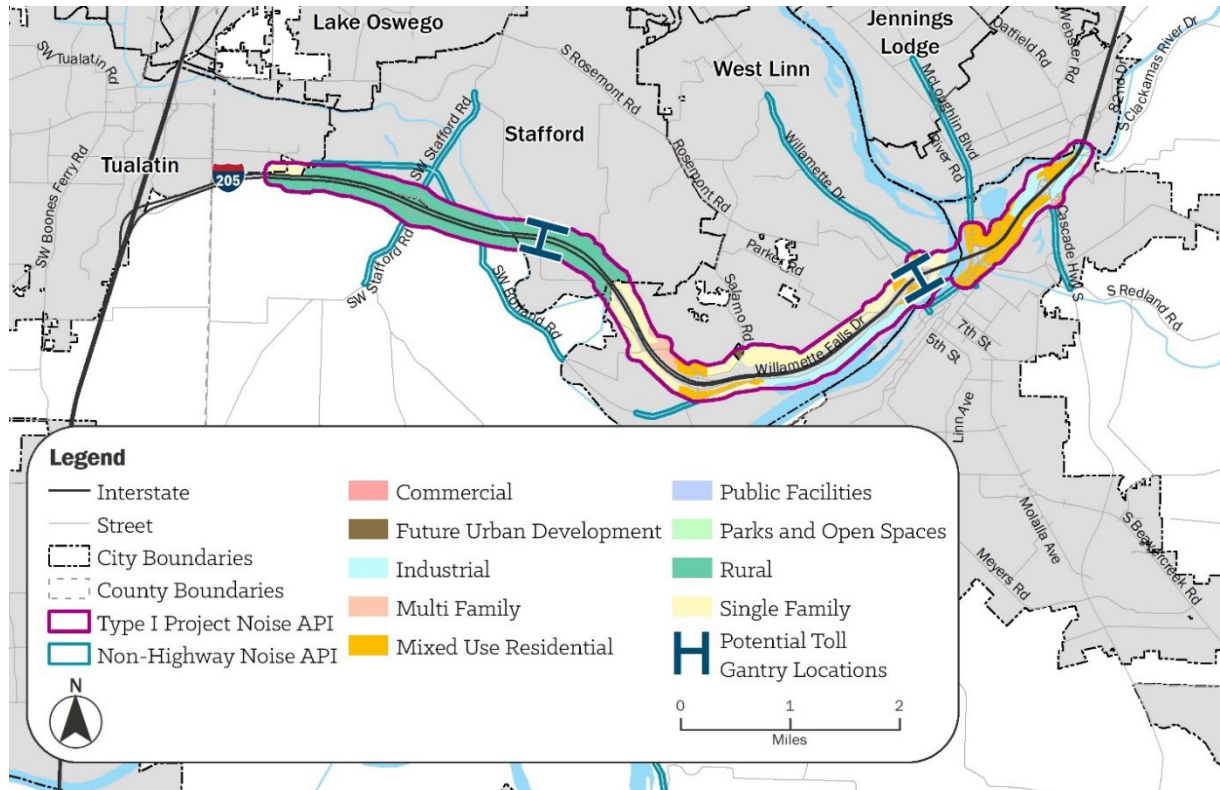 Lake Oswego
Jennings
Lodge
Oatfield Rd
Webster Rd
82nd Dr
S Clackamas River Dr
SW Tualatin Rd
S Rosemont Rd
West Linn
McLoughlin Blvd
River Rd
SW Stafford Rd
Stafford
Willamette Dr
Tualatin
205
SW Boones Ferry Rd
Rosemont Rd
Parker Rd
Cascade Hwy S
SW Stafford Rd
SW Borland Rd
Salamo Rd
S Redland Rd
Willamette Falls Dr
7th St
5th St
Linn Ave
Molalla Ave
S Beavercreek Rd
Meyers Rd
Legend
Interstate
Street
City Boundaries
County Boundaries
Type I Project Noise API
Non-Highway Noise API
Commercial
Future Urban Development
Industrial
Multi Family
Mixed Use Residential
Public Facilities
Parks and Open Spaces
Rural
Single Family
Potential Toll
Gantry Locations
N
0 1 2
Miles